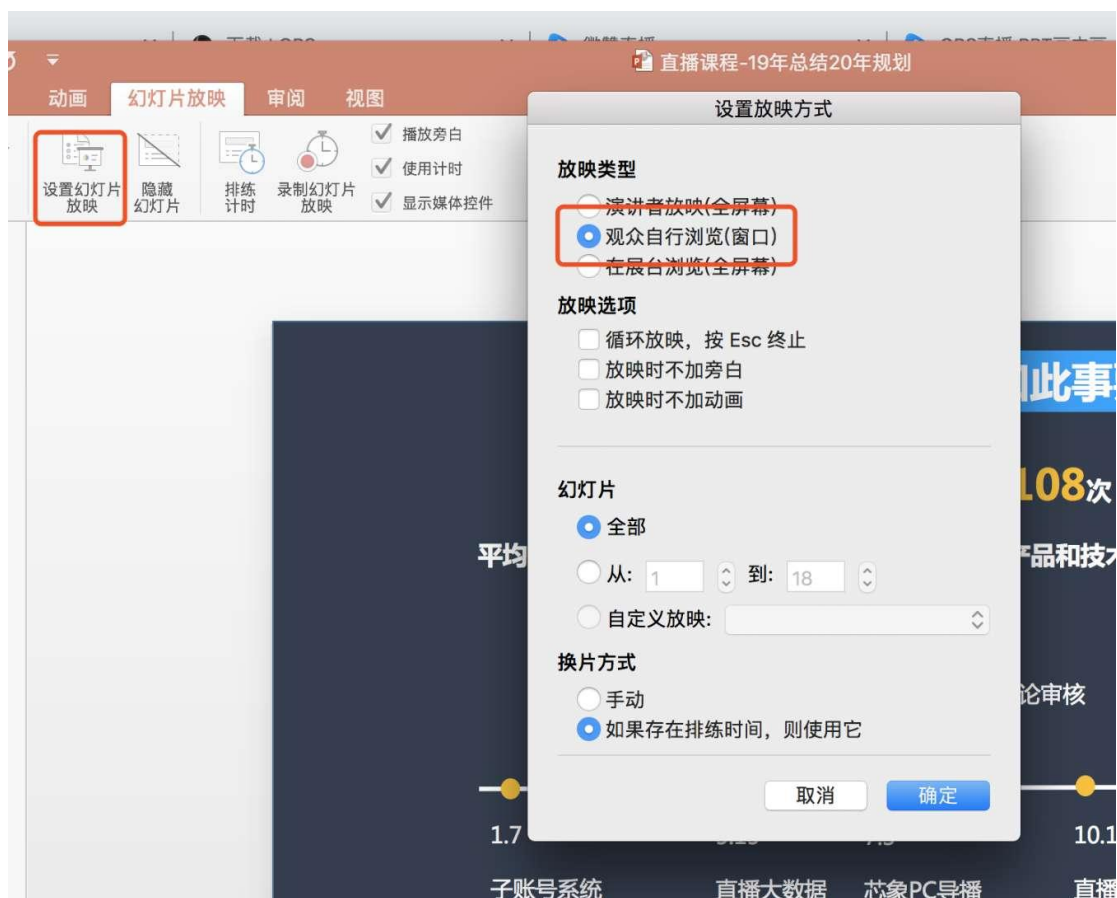 直播课程-19年总结20年规划
动画 幻灯片放映 审阅 视图
设置放映方式
播放旁白
使用计时
显示媒体控件
设置幻灯片
放映
隐藏
幻灯片
排练
计时
录制幻灯片
放映
放映类型
演讲者放映(全屏幕)
观众自行浏览(窗口)
在展台浏览(全屏幕)
放映选项
循环放映，按 Esc 终止
放映时不加旁白
放映时不加动画
幻灯片
全部
从: 1 到: 18
自定义放映:
换片方式
手动
如果存在排练时间，则使用它
取消 确定
此事
108次
平均
品和技
论审核
1.7
10.1
子账号系统 直播大数据 芯象PC导播 直播